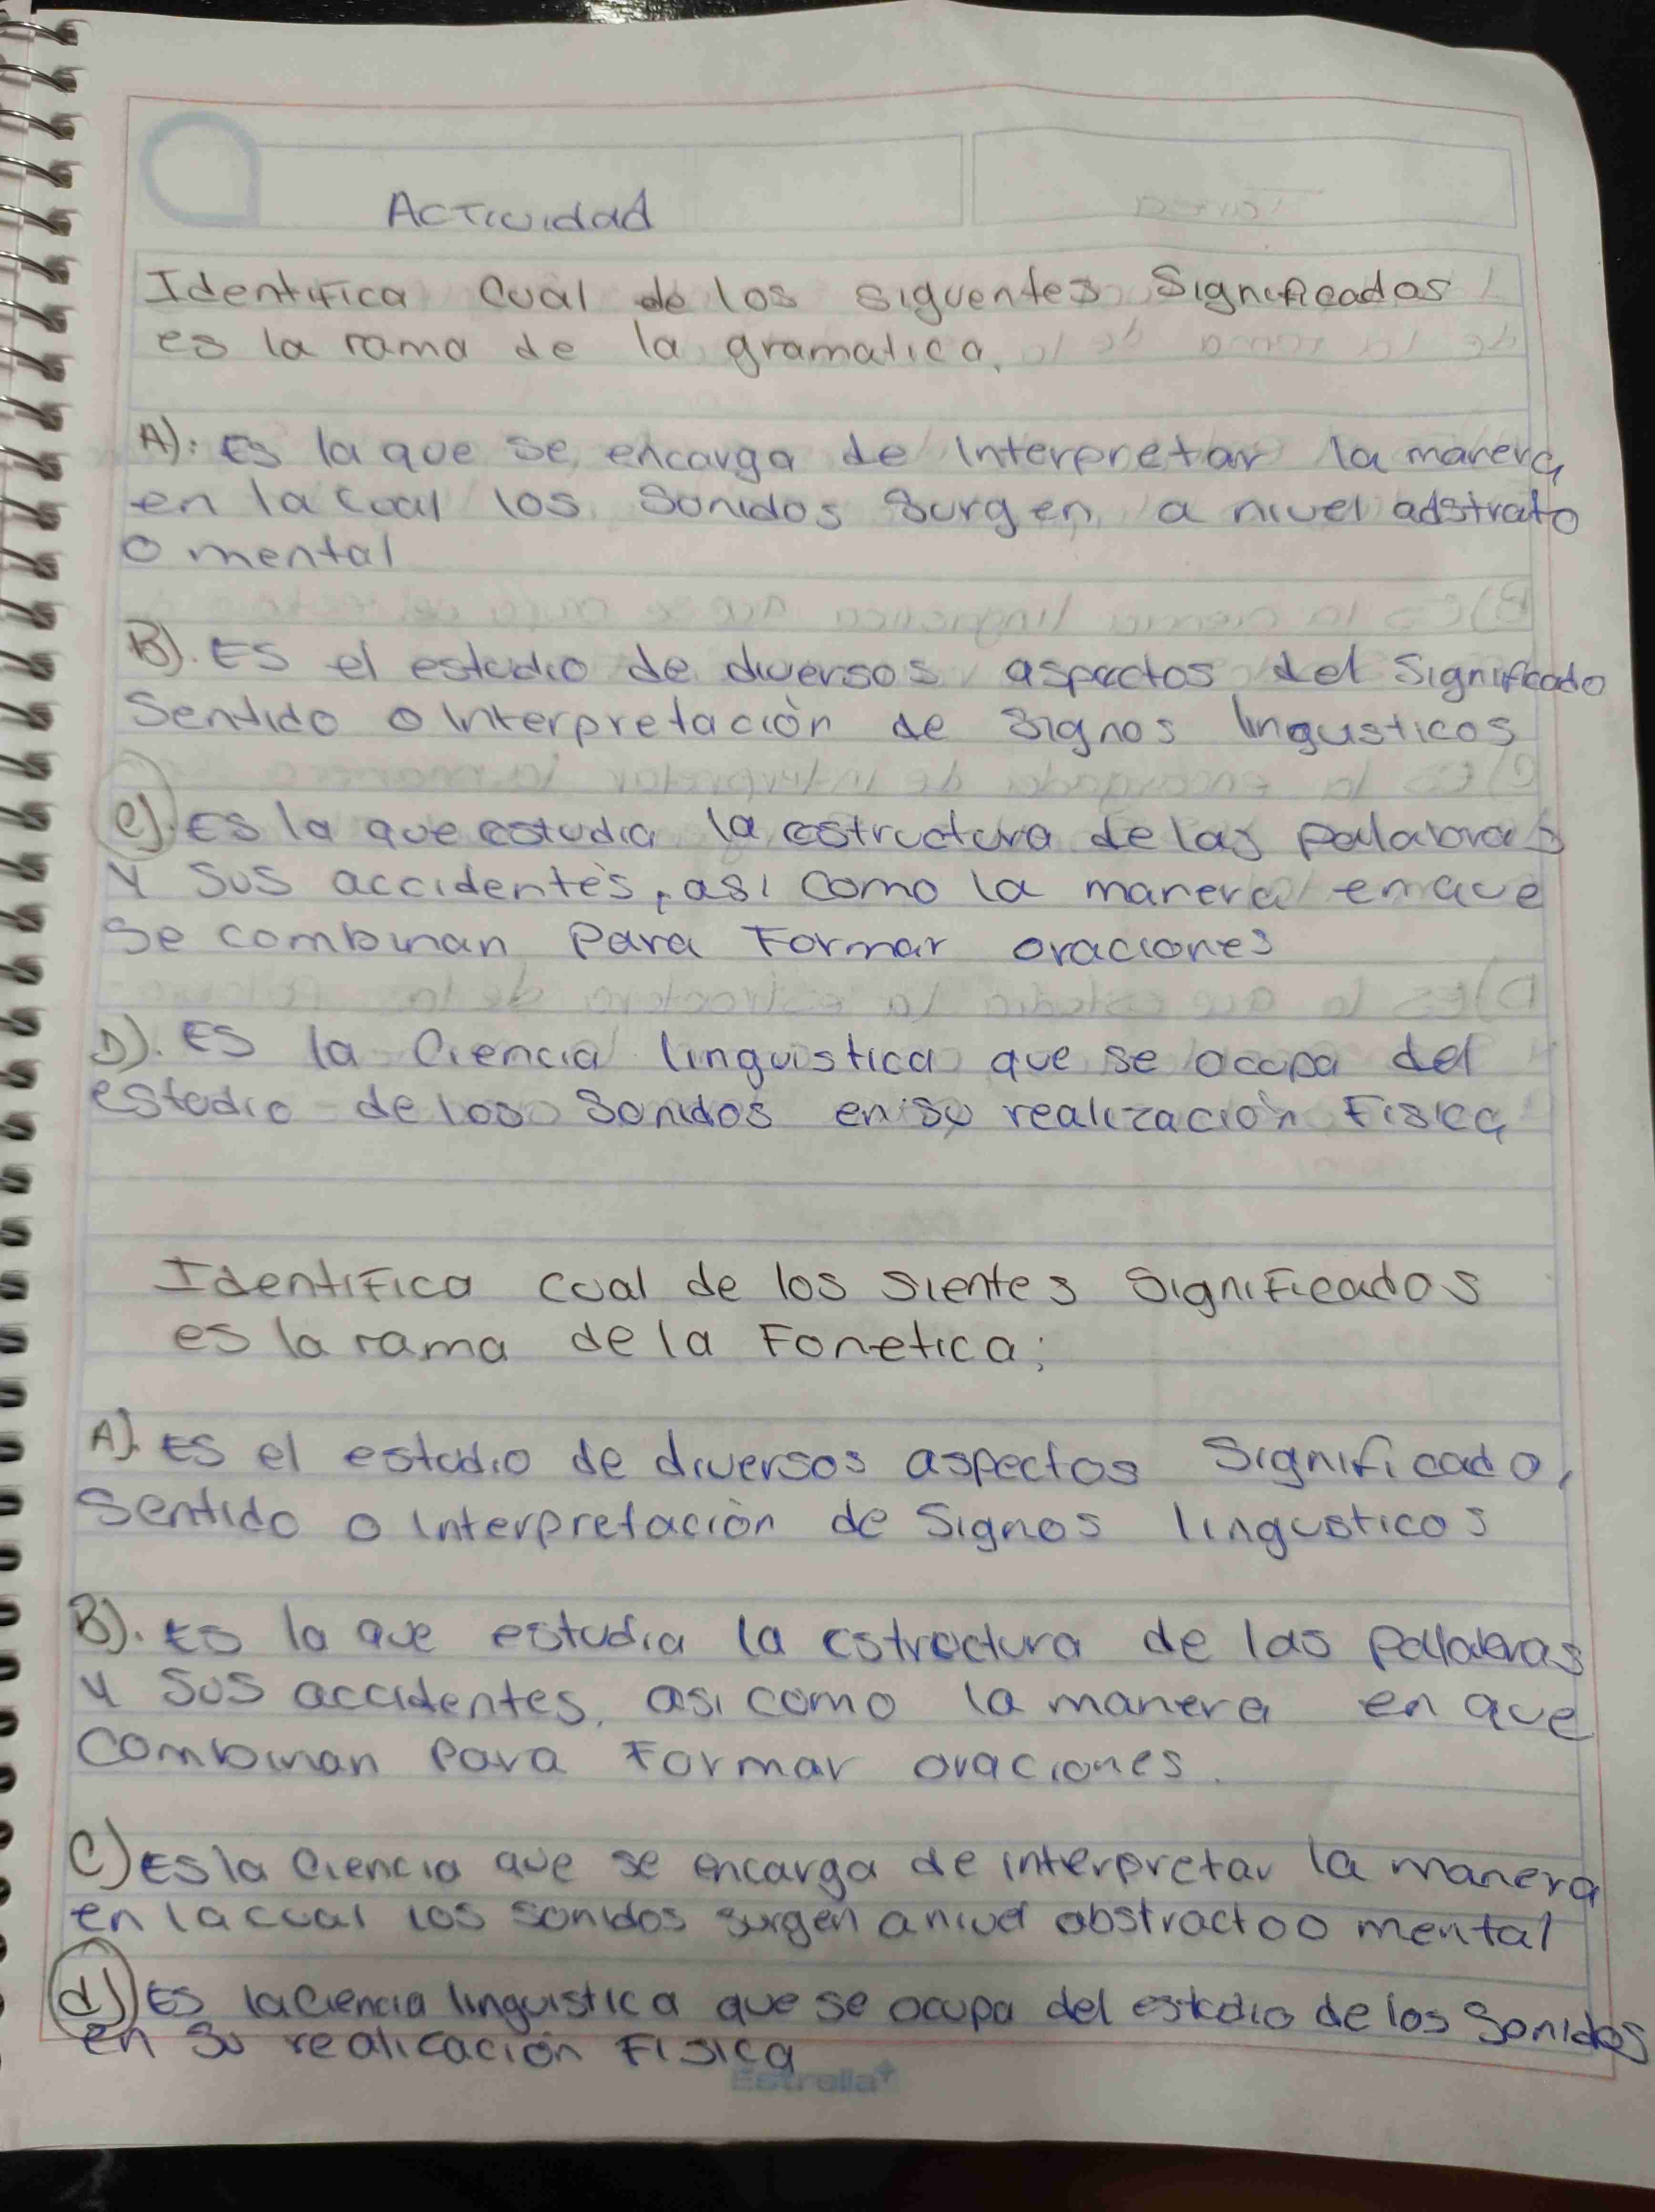 Actividad
Identifica cual de los siguentes significados
es la rama de la gramatica.
A). Es la que se encarga de interpretar la manera
en la cual los sonidos surgen a nivel adstrato
o mental
B). Es el estudio de diversos aspectos del significado
sentido o interpretación de signos lingusticos
C). Es la que estudia la estructura de las palabras
y sus accidentes, asi como la manera en que
se combinan para formar oraciones
D). Es la ciencia linguistica que se ocupa del
estudio de los sonidos en su realización fisica
Identifica cual de los sientes significados
es la rama de la fonetica:
A). Es el estudio de diversos aspectos significado,
sentido o interpretación de signos lingusticos
B). Es la que estudia la estructura de las palabras
y sus accidentes, asi como la manera en que
combinan para formar oraciones.
C) Es la ciencia que se encarga de interpretar la manera
en la cual los sonidos surgen a nivel abstracto o mental
d) Es la ciencia linguistica que se ocupa del estudio de los sonidos
en su realicación fisica
Estrella